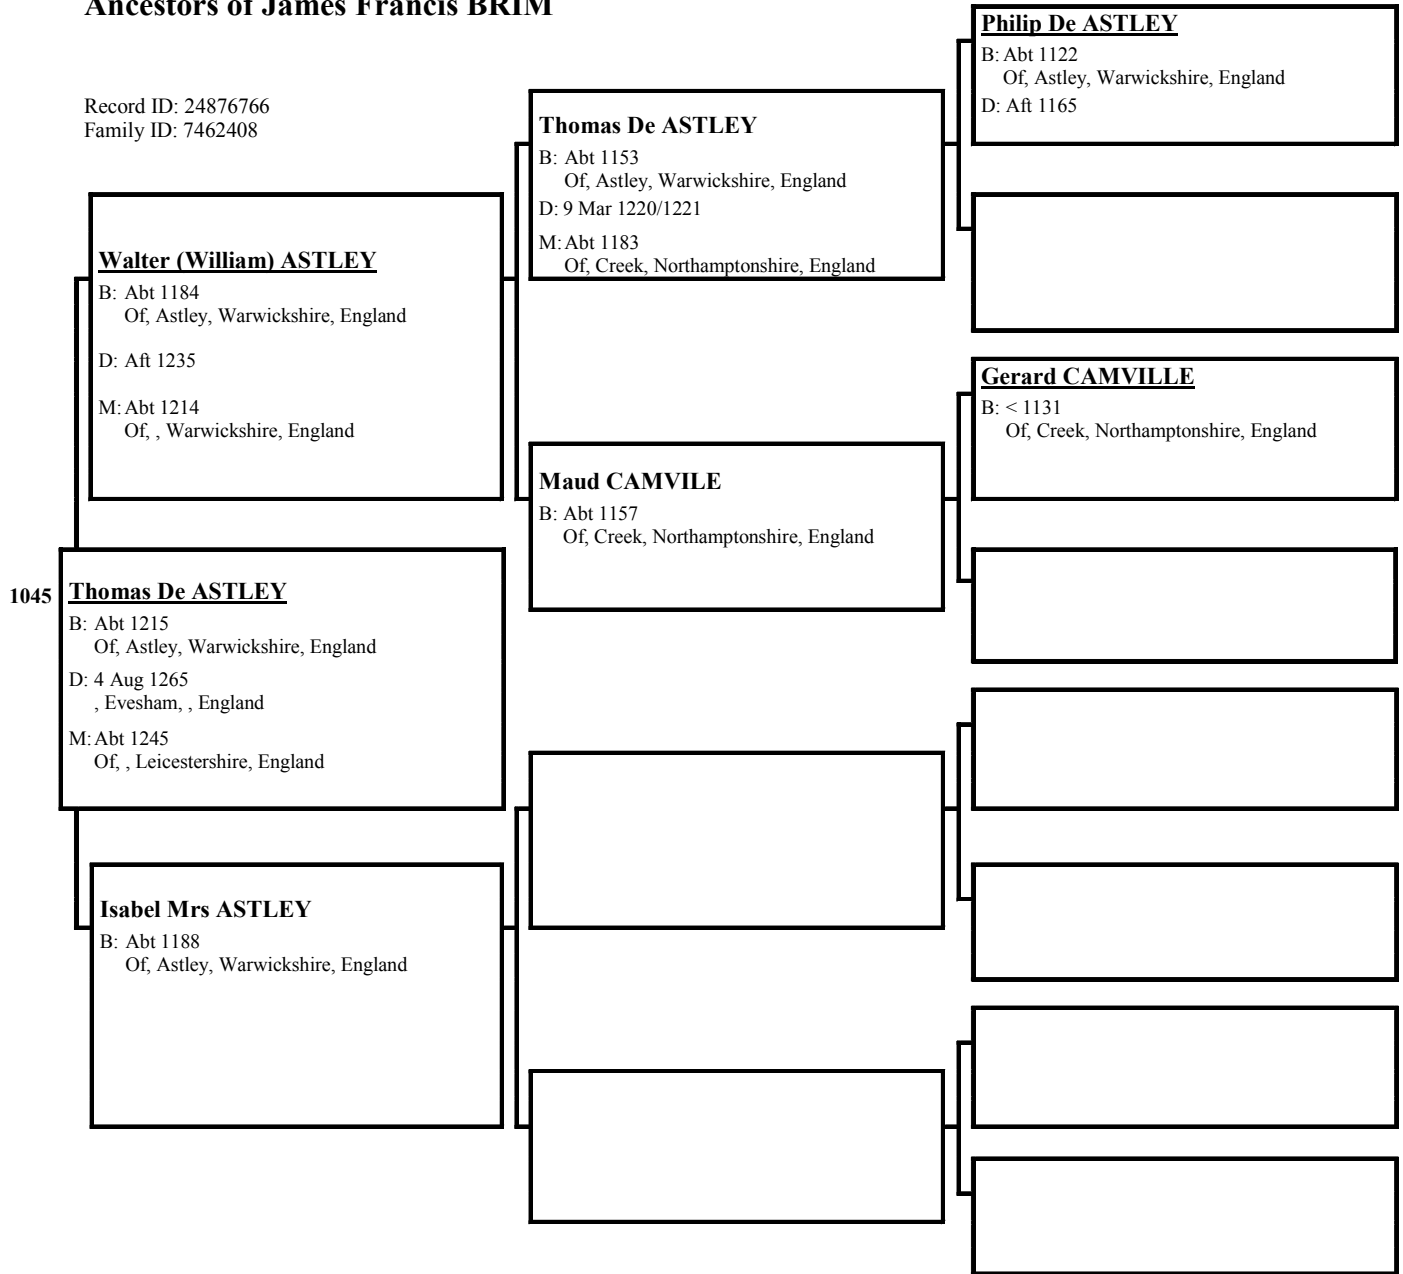 Ancestors of James Francis BRIM
Record ID: 24876766
Family ID: 7462408
1045
Thomas De ASTLEY
B: Abt 1215
Of, Astley, Warwickshire, England
D: 4 Aug 1265
, Evesham, , England
M: Abt 1245
Of, , Leicestershire, England
Walter (William) ASTLEY
B: Abt 1184
Of, Astley, Warwickshire, England
D: Aft 1235
M: Abt 1214
Of, , Warwickshire, England
Isabel Mrs ASTLEY
B: Abt 1188
Of, Astley, Warwickshire, England
Thomas De ASTLEY
B: Abt 1153
Of, Astley, Warwickshire, England
D: 9 Mar 1220/1221
M: Abt 1183
Of, Creek, Northamptonshire, England
Maud CAMVILE
B: Abt 1157
Of, Creek, Northamptonshire, England
Philip De ASTLEY
B: Abt 1122
Of, Astley, Warwickshire, England
D: Aft 1165
Gerard CAMVILLE
B: < 1131
Of, Creek, Northamptonshire, England